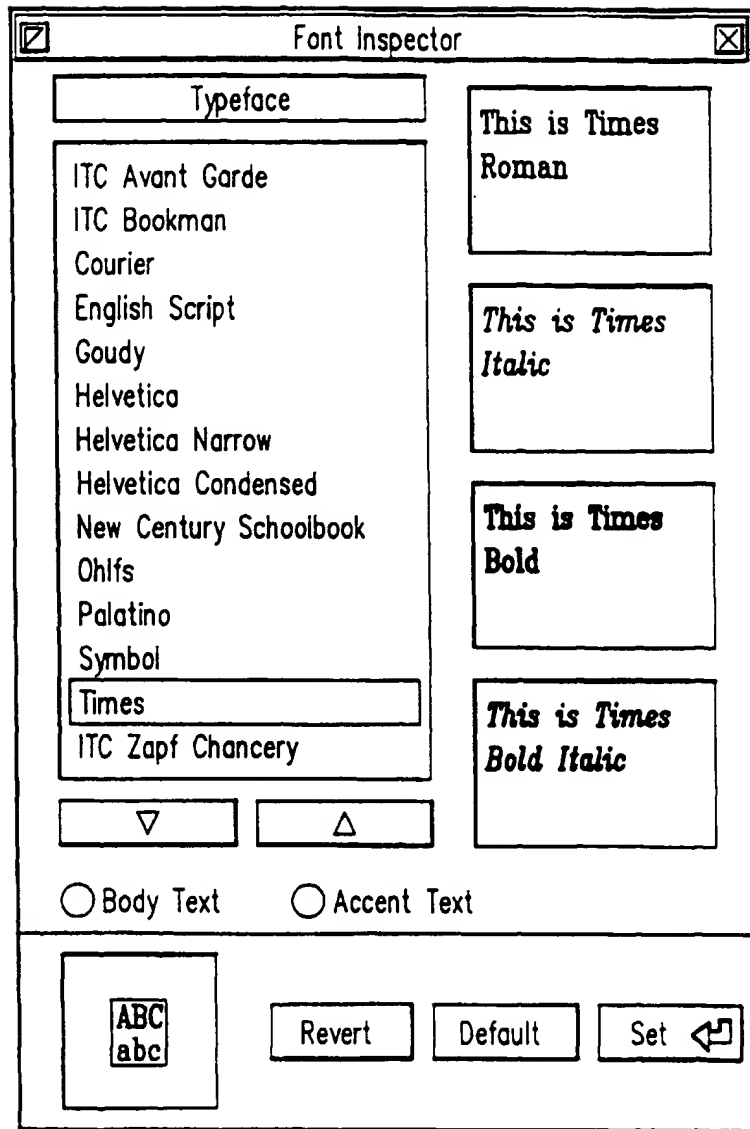 Font Inspector
Typeface
ITC Avant Garde
ITC Bookman
Courier
English Script
Goudy
Helvetica
Helvetica Narrow
Helvetica Condensed
New Century Schoolbook
Ohlfs
Palatino
Symbol
Times
ITC Zapf Chancery
This is Times
Roman
This is Times
Italic
This is Times
Bold
This is Times
Bold Italic
Body Text
Accent Text
ABC
abc
Revert
Default
Set